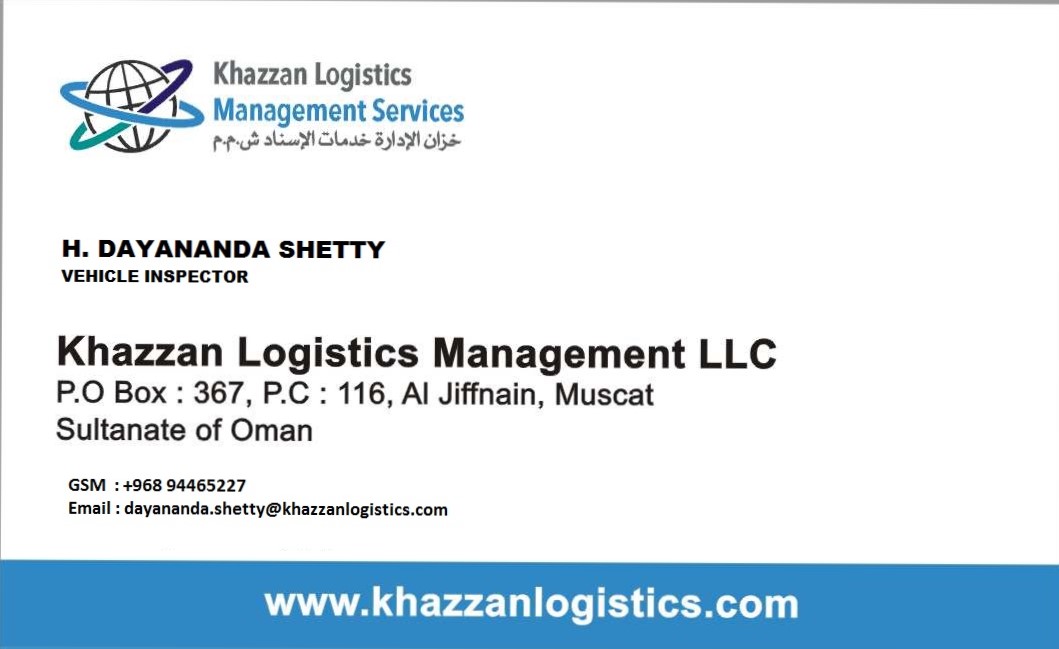 Khazzan Logistics
Management Services
خزان الإدارة خدمات الإسناد ش.م.م
H. DAYANANDA SHETTY
VEHICLE INSPECTOR
Khazzan Logistics Management LLC
P.O Box : 367, P.C : 116, Al Jiffnain, Muscat
Sultanate of Oman
GSM : +968 94465227
Email : dayananda.shetty@khazzanlogistics.com
www.khazzanlogistics.com